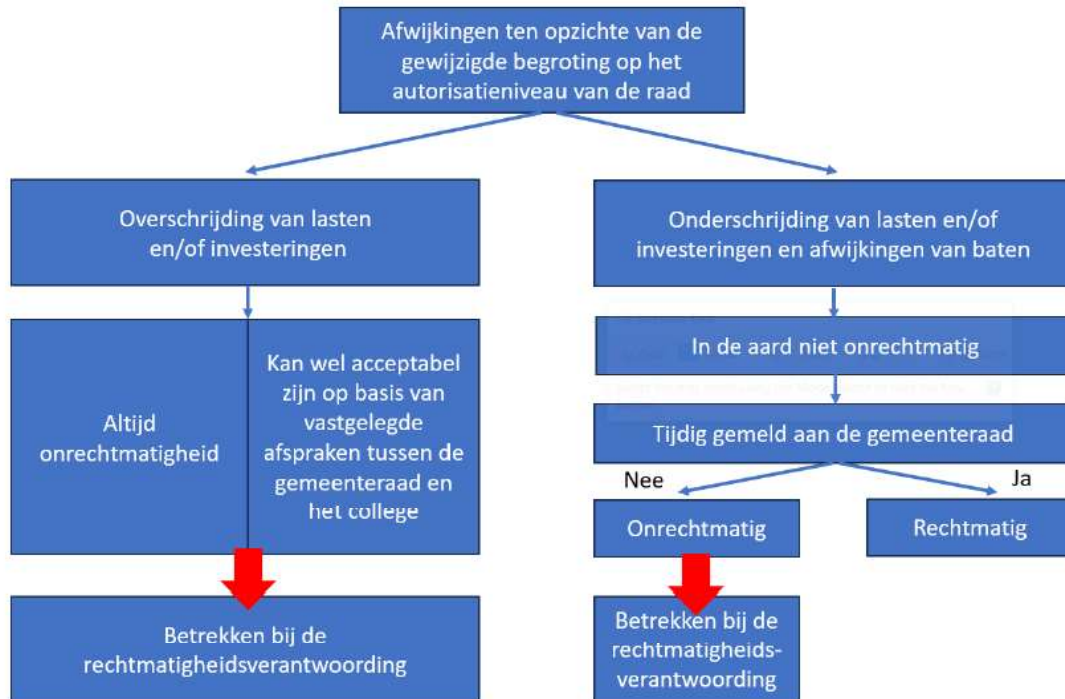 Afwijkingen ten opzichte van de
gewijzigde begroting op het
autorisatieniveau van de raad
Overschrijding van lasten
en/of investeringen
Onderschrijding van lasten en/of
investeringen en afwijkingen van baten
Altijd
onrechtmatigheid
Kan wel acceptabel
zijn op basis van
vastgelegde
afspraken tussen de
gemeenteraad en
het college
In de aard niet onrechtmatig
Tijdig gemeld aan de gemeenteraad
Nee
Ja
Onrechtmatig
Rechtmatig
Betrekken bij de
rechtmatigheidsverantwoording
Betrekken bij de
rechtmatigheids-
verantwoording